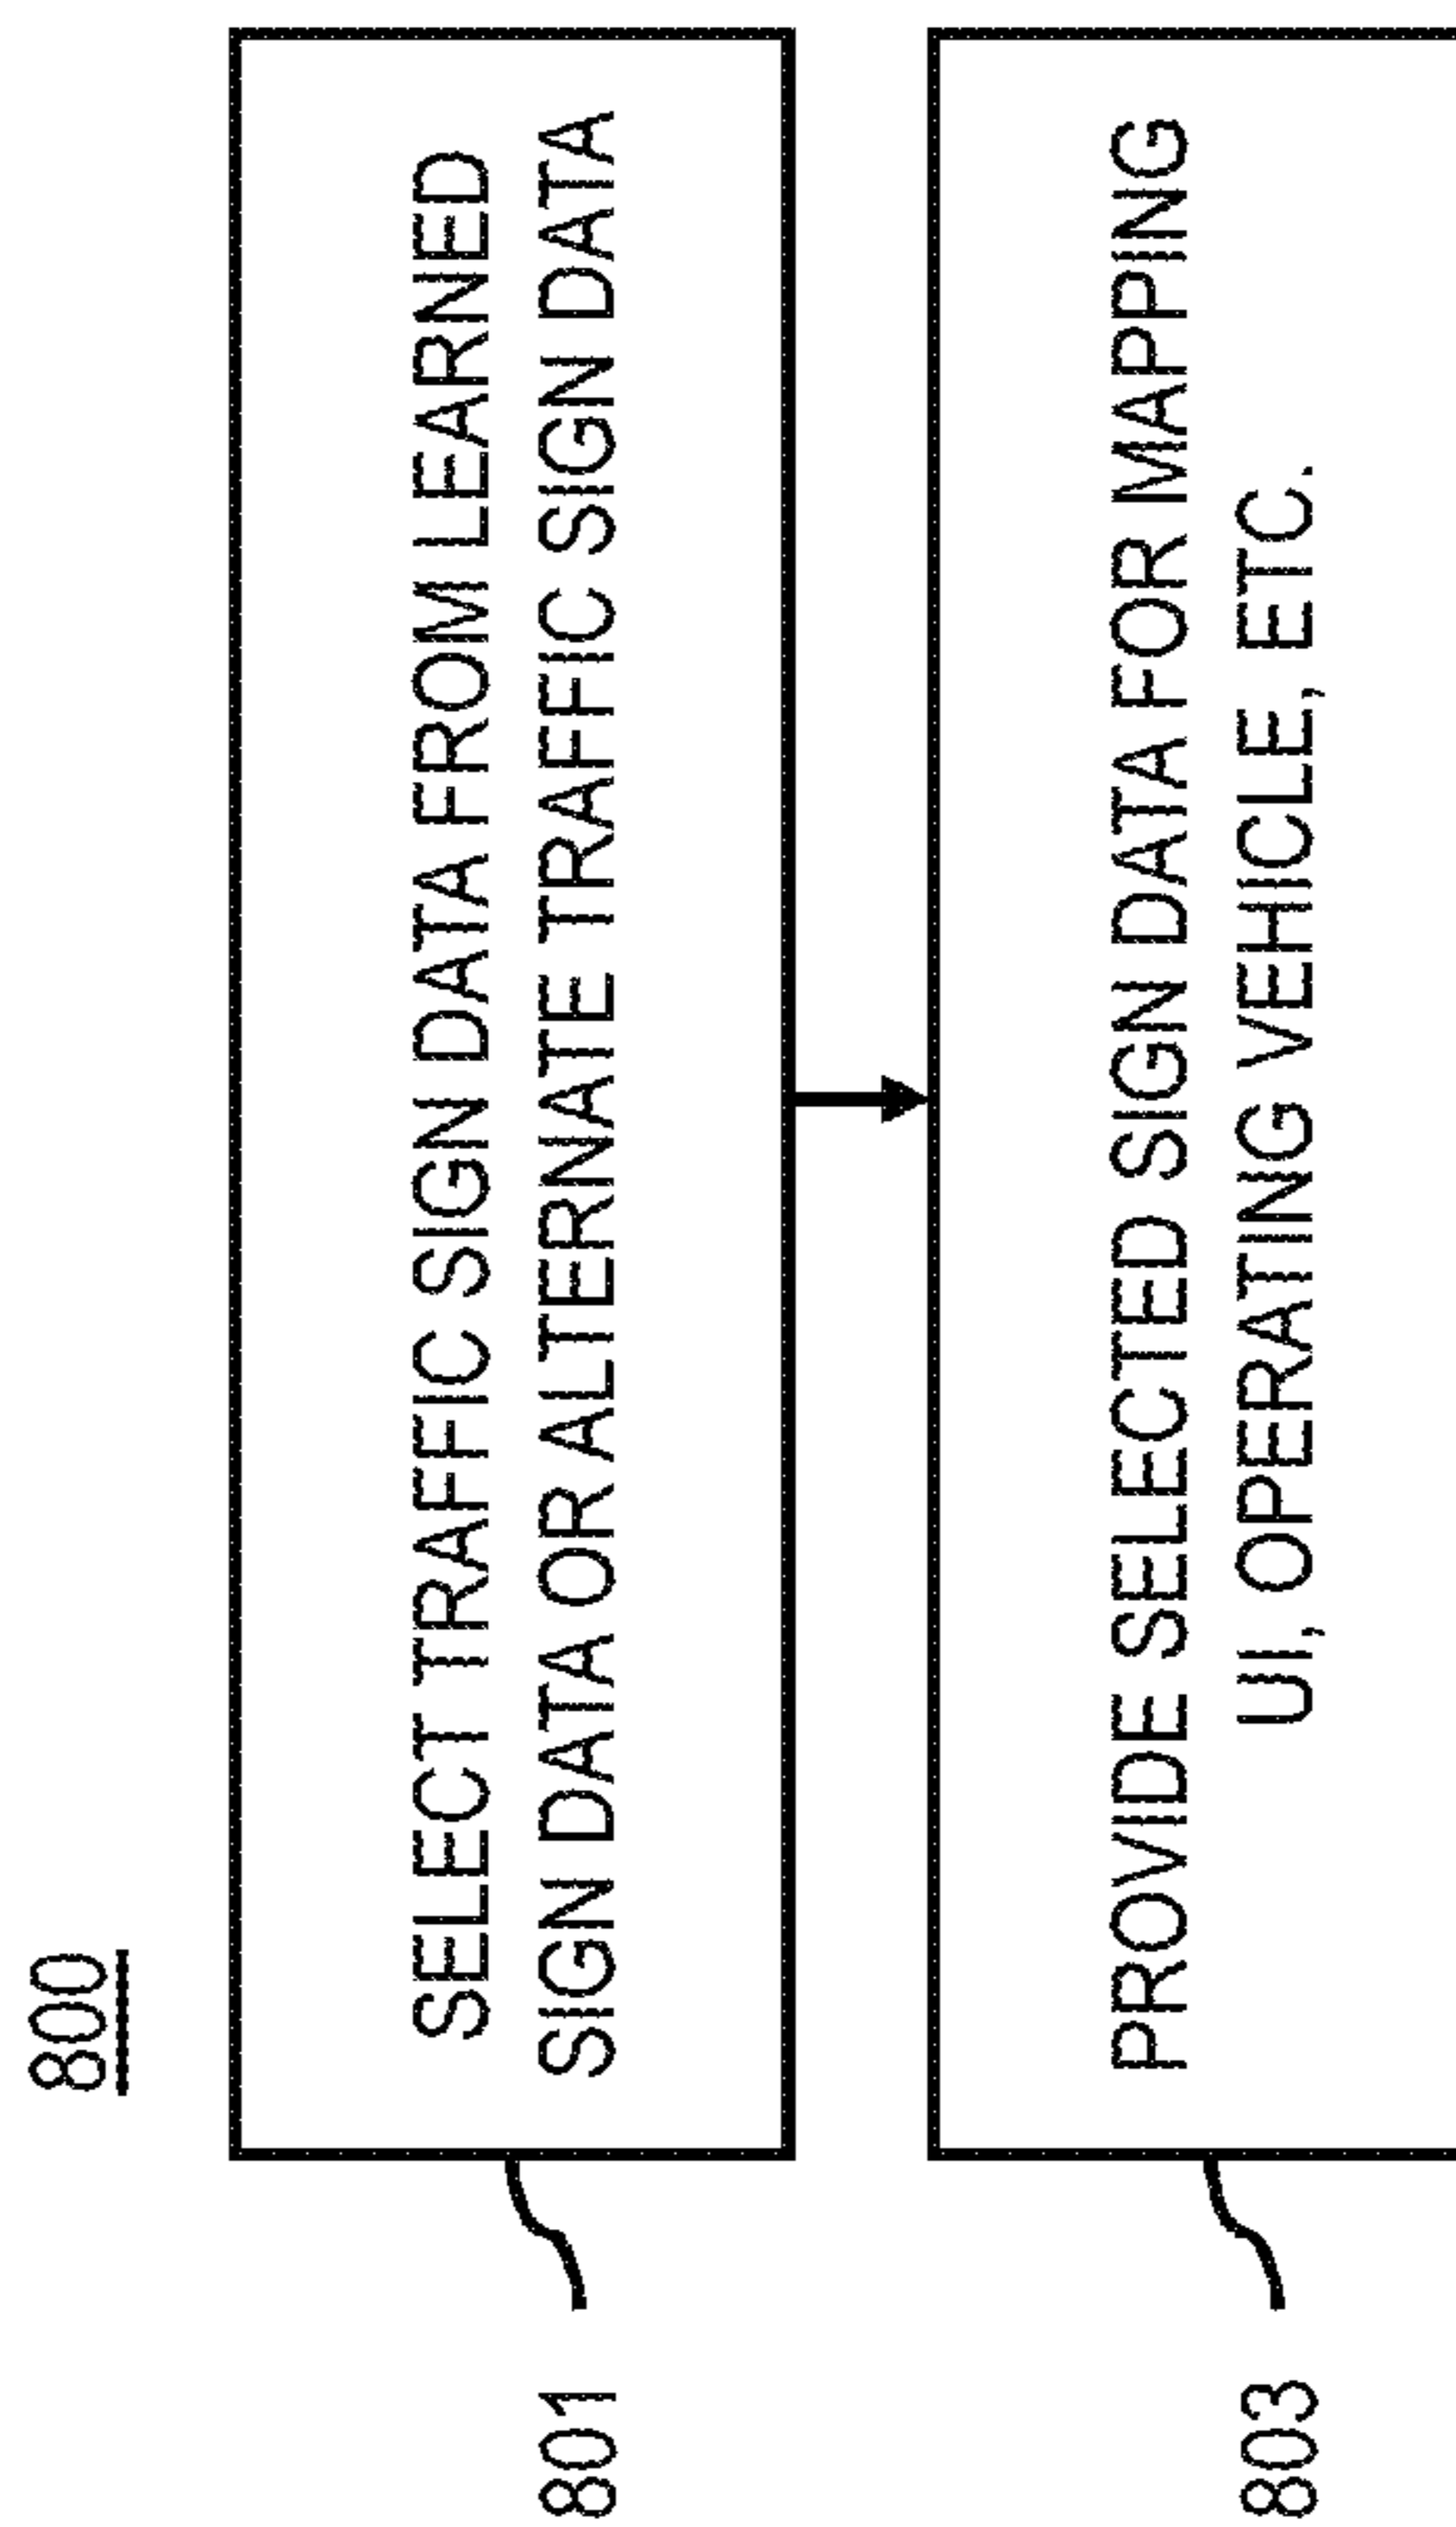 800
801
SELECT TRAFFIC SIGN DATA FROM LEARNED
SIGN DATA OR ALTERNATE TRAFFIC SIGN DATA
803
PROVIDE SELECTED SIGN DATA FOR MAPPING
UI, OPERATING VEHICLE, ETC.